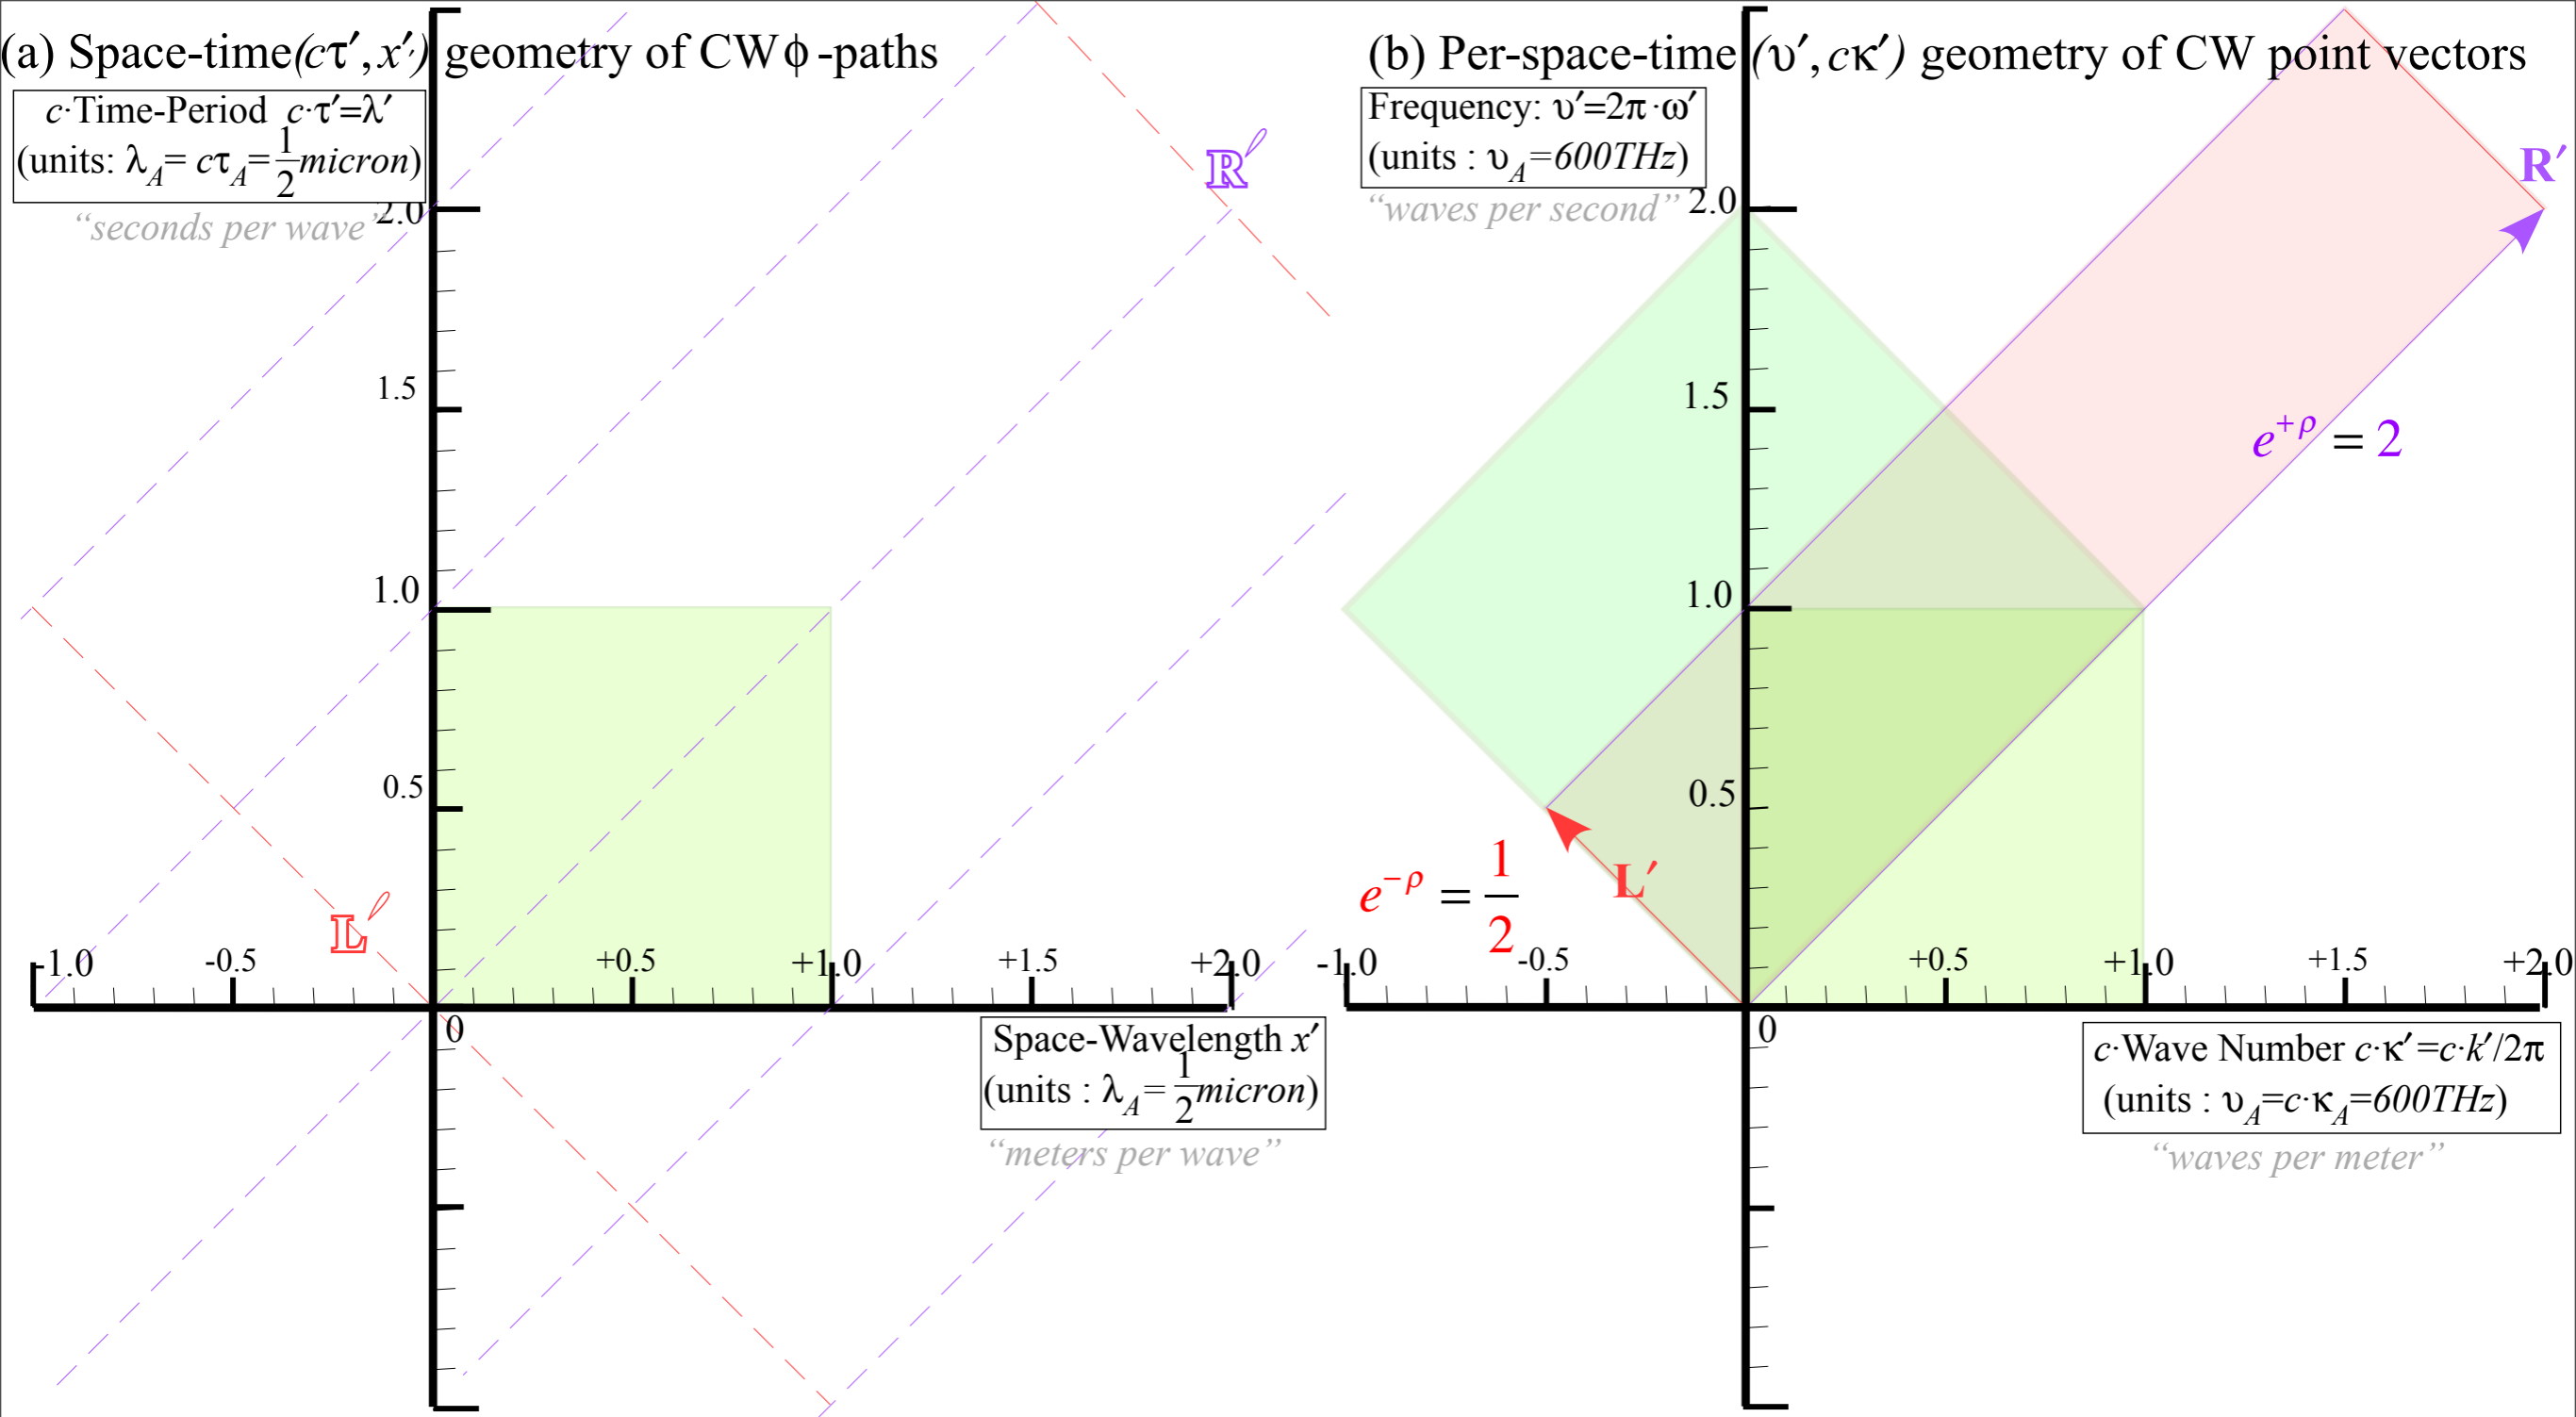 (a) Space-time(cτ′,x′) geometry of CW ϕ-paths
c·Time-Period c·τ′=λ′
(units: λ_A= cτ_A=1/2 micron)
“seconds per wave”
2.0
1.5
1.0
0.5
ℝ′
𝕃′
-1.0 -0.5 +0.5 +1.0 +1.5 +2.0
0
Space-Wavelength x′
(units : λ_A=1/2 micron)
“meters per wave”
(b) Per-space-time (υ′,cκ′) geometry of CW point vectors
Frequency: υ′=2π·ω′
(units : υ_A=600THz)
“waves per second”
2.0
R′
1.5
e^{+ρ} = 2
1.0
0.5
e^{−ρ} = 1/2
L′
-1.0 -0.5 +0.5 +1.0 +1.5 +2.0
0
c·Wave Number c·κ′=c·k′/2π
(units : υ_A=c·κ_A=600THz)
“waves per meter”